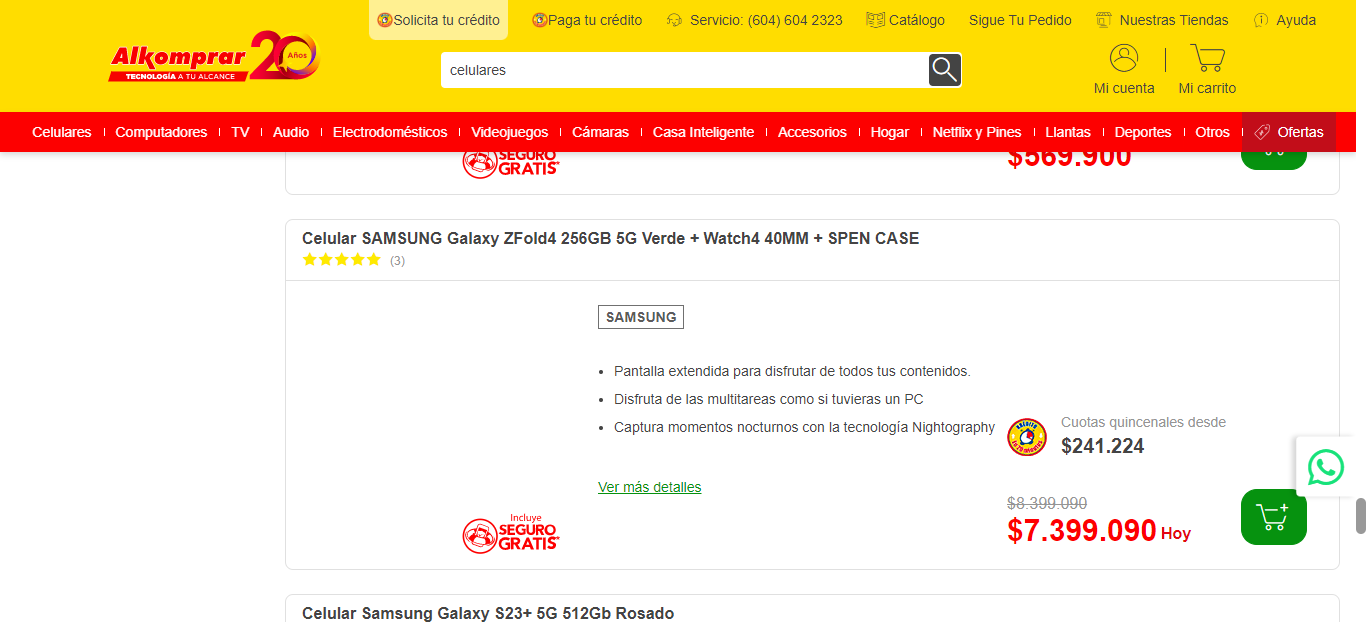 Solicita tu crédito
Paga tu crédito
Servicio: (604) 604 2323
Catálogo
Sigue Tu Pedido
Nuestras Tiendas
Ayuda
Alkomprar 20 Años
TECNOLOGÍA A TU ALCANCE
celulares
Mi cuenta
Mi carrito
Celulares
Computadores
TV
Audio
Electrodomésticos
Videojuegos
Cámaras
Casa Inteligente
Accesorios
Hogar
Netflix y Pines
Llantas
Deportes
Otros
Ofertas
SEGURO
GRATIS*
$569.900
Celular SAMSUNG Galaxy ZFold4 256GB 5G Verde + Watch4 40MM + SPEN CASE
(3)
SAMSUNG
Pantalla extendida para disfrutar de todos tus contenidos.
Disfruta de las multitareas como si tuvieras un PC
Captura momentos nocturnos con la tecnología Nightography
Ver más detalles
Incluye
SEGURO
GRATIS*
CRÉDITO
Cuotas quincenales desde
$241.224
$8.399.090
$7.399.090 Hoy
Celular Samsung Galaxy S23+ 5G 512Gb Rosado